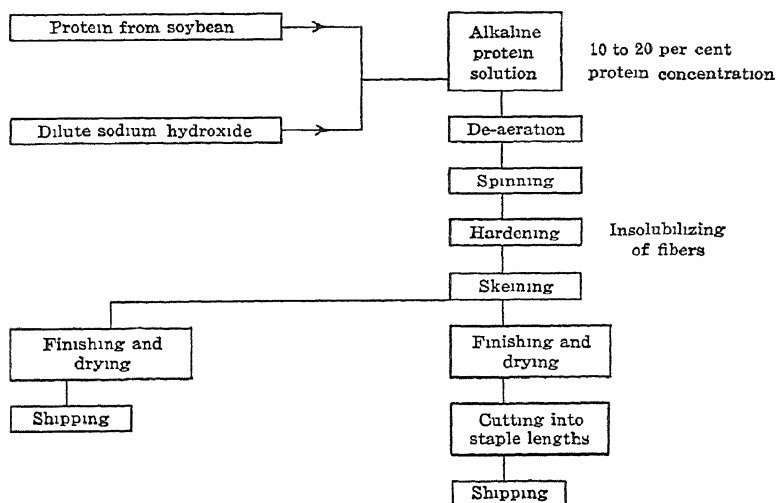 Protein from soybean
Dilute sodium hydroxide
Alkaline
protein
solution
10 to 20 per cent
protein concentration
De-aeration
Spinning
Hardening
Insolubilizing
of fibers
Skeining
Finishing and
drying
Shipping
Finishing and
drying
Cutting into
staple lengths
Shipping